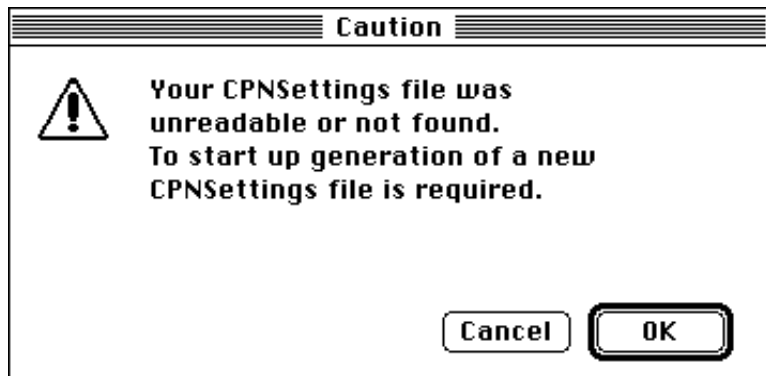 Caution
Your CPNSettings file was
unreadable or not found.
To start up generation of a new
CPNSettings file is required.
Cancel OK